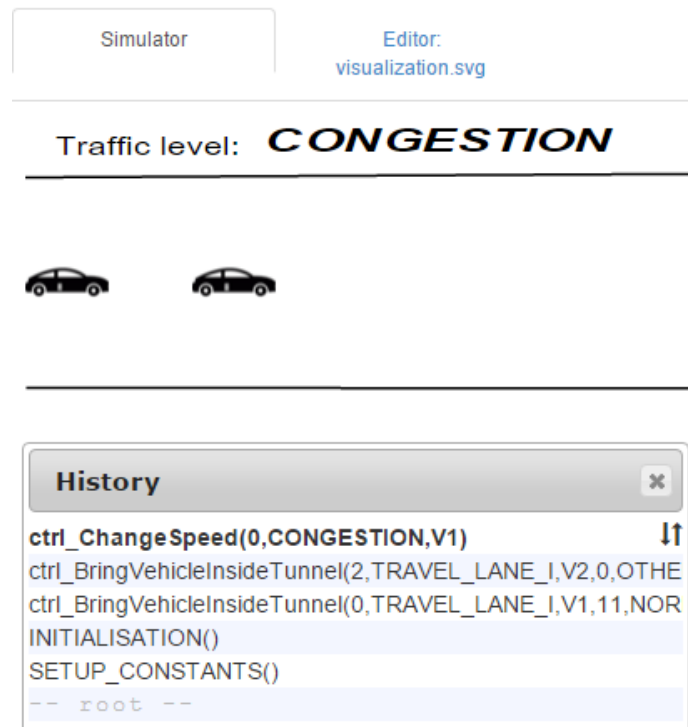 Simulator
Editor:
visualization.svg
Traffic level: CONGESTION
History
ctrl_ChangeSpeed(0,CONGESTION,V1)
ctrl_BringVehicleInsideTunnel(2,TRAVEL_LANE_I,V2,0,OTHE
ctrl_BringVehicleInsideTunnel(0,TRAVEL_LANE_I,V1,11,NOR
INITIALISATION()
SETUP_CONSTANTS()
-- root --